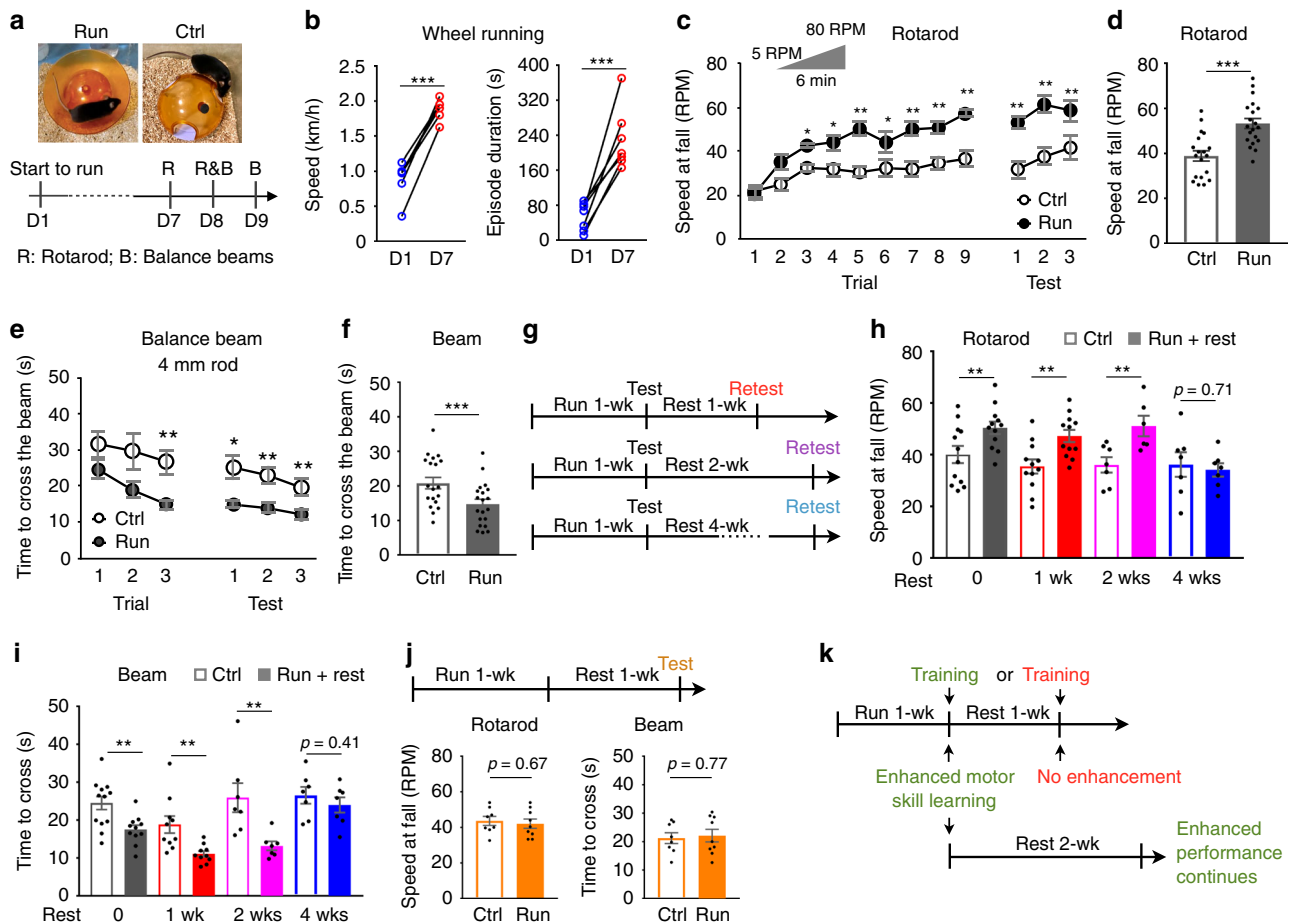 a
Run
Ctrl
Start to run
R
R&B
B
D1
D7
D8
D9
R: Rotarod; B: Balance beams
b
Wheel running
***
***
Speed (km/h)
2.5
2.0
1.5
1.0
0.5
0
D1
D7
Episode duration (s)
400
320
240
160
80
0
D1
D7
c
Rotarod
80 RPM
5 RPM
6 min
Speed at fall (RPM)
80
60
40
20
0
*
*
**
*
**
**
**
**
**
**
Ctrl
Run
1 2 3 4 5 6 7 8 9
1 2 3
Trial
Test
d
Rotarod
***
Speed at fall (RPM)
80
60
40
20
0
Ctrl
Run
e
Balance beam
4 mm rod
Time to cross the beam (s)
50
40
30
20
10
0
**
*
**
**
Ctrl
Run
1 2 3
1 2 3
Trial
Test
f
Beam
***
Time to cross the beam (s)
50
40
30
20
10
0
Ctrl
Run
g
Test
Retest
Run 1-wk
Rest 1-wk
Test
Retest
Run 1-wk
Rest 2-wk
Test
Retest
Run 1-wk
Rest 4-wk
h
Rotarod
Ctrl
Run + rest
Speed at fall (RPM)
80
60
40
20
0
**
**
**
p = 0.71
Rest
0
1 wk
2 wks
4 wks
i
Beam
Ctrl
Run + rest
Time to cross (s)
50
40
30
20
10
0
**
**
**
p = 0.41
Rest
0
1 wk
2 wks
4 wks
j
Test
Run 1-wk
Rest 1-wk
Rotarod
Speed at fall (RPM)
80
60
40
20
0
p = 0.67
Ctrl
Run
Beam
Time to cross (s)
50
40
30
20
10
0
p = 0.77
Ctrl
Run
k
Training or Training
Run 1-wk
Rest 1-wk
Enhanced motor
skill learning
No enhancement
Rest 2-wk
Enhanced
performance
continues